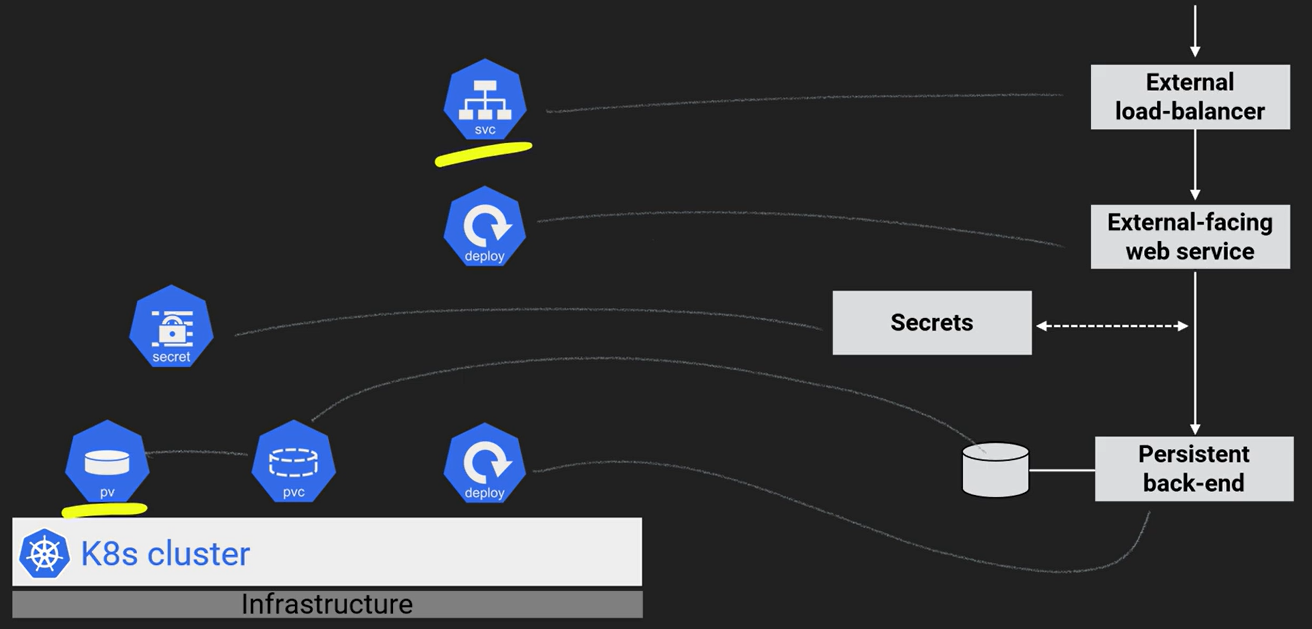 svc
External
load-balancer
deploy
External-facing
web service
secret
Secrets
pv
pvc
deploy
Persistent
back-end
K8s cluster
Infrastructure